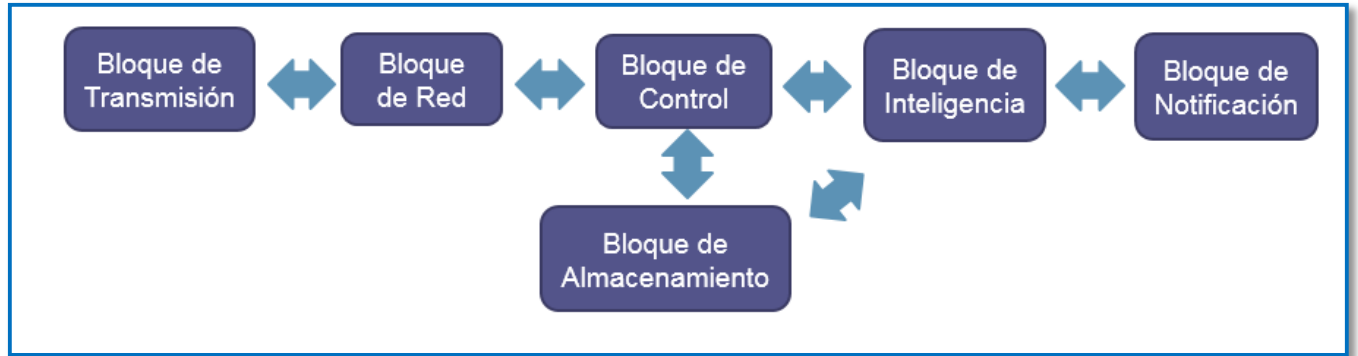 Bloque de
Transmisión
Bloque
de Red
Bloque de
Control
Bloque de
Inteligencia
Bloque de
Notificación
Bloque de
Almacenamiento